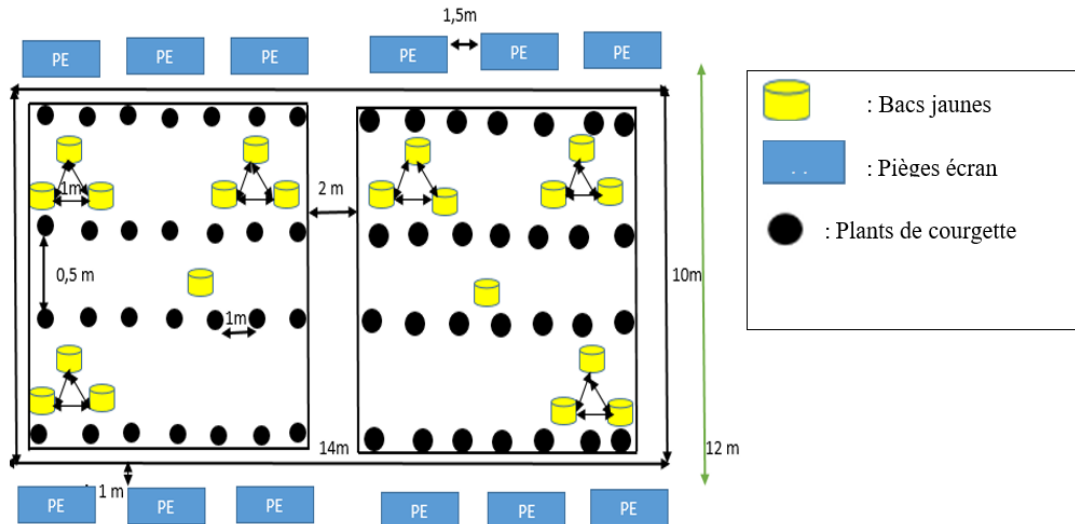 1,5m
PE PE PE PE PE PE
1m
2 m
0,5 m
10m
1m
14m
12 m
1 m
PE PE PE PE PE PE
: Bacs jaunes
: Pièges écran
: Plants de courgette